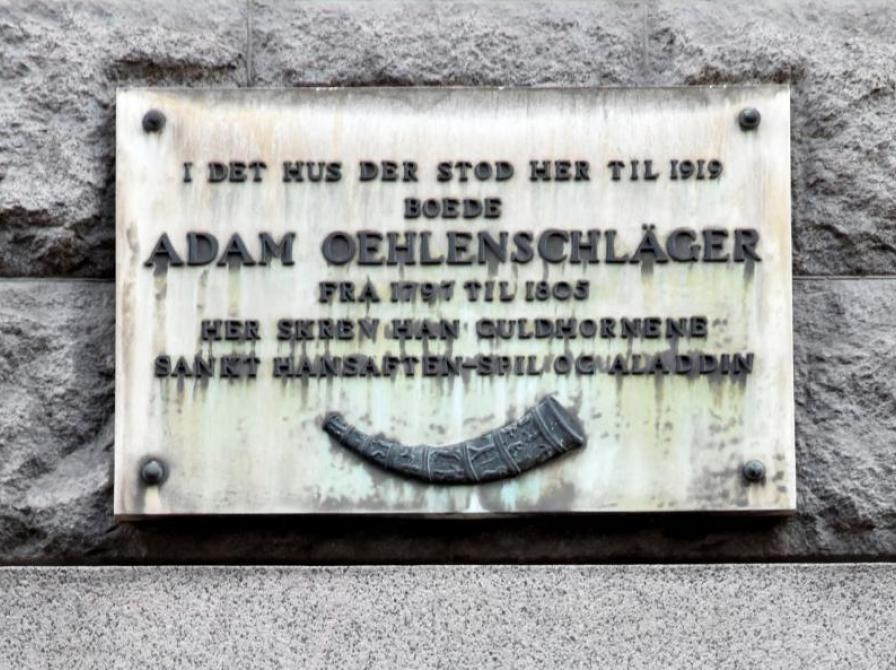 I DET HUS DER STOD HER TIL 1919
BOEDE
ADAM OEHLENSCHLÄGER
FRA 1797 TIL 1805
HER SKREV HAN GULDHORNENE
SANKT HANSAFTEN-SPIL OG ALADDIN